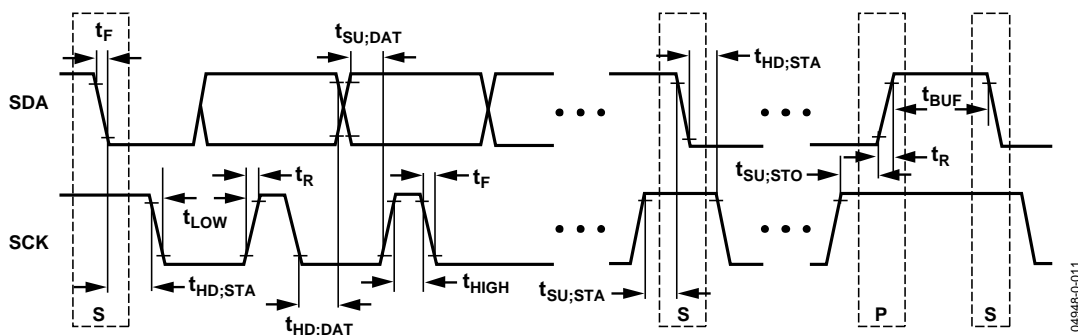 tF
tSU;DAT
tHD;STA
SDA
tBUF
tR
tF
tSU;STO
tR
tLOW
SCK
tHD;STA
tHIGH
tSU;STA
tHD;DAT
S
S
P
S
04948-0-011